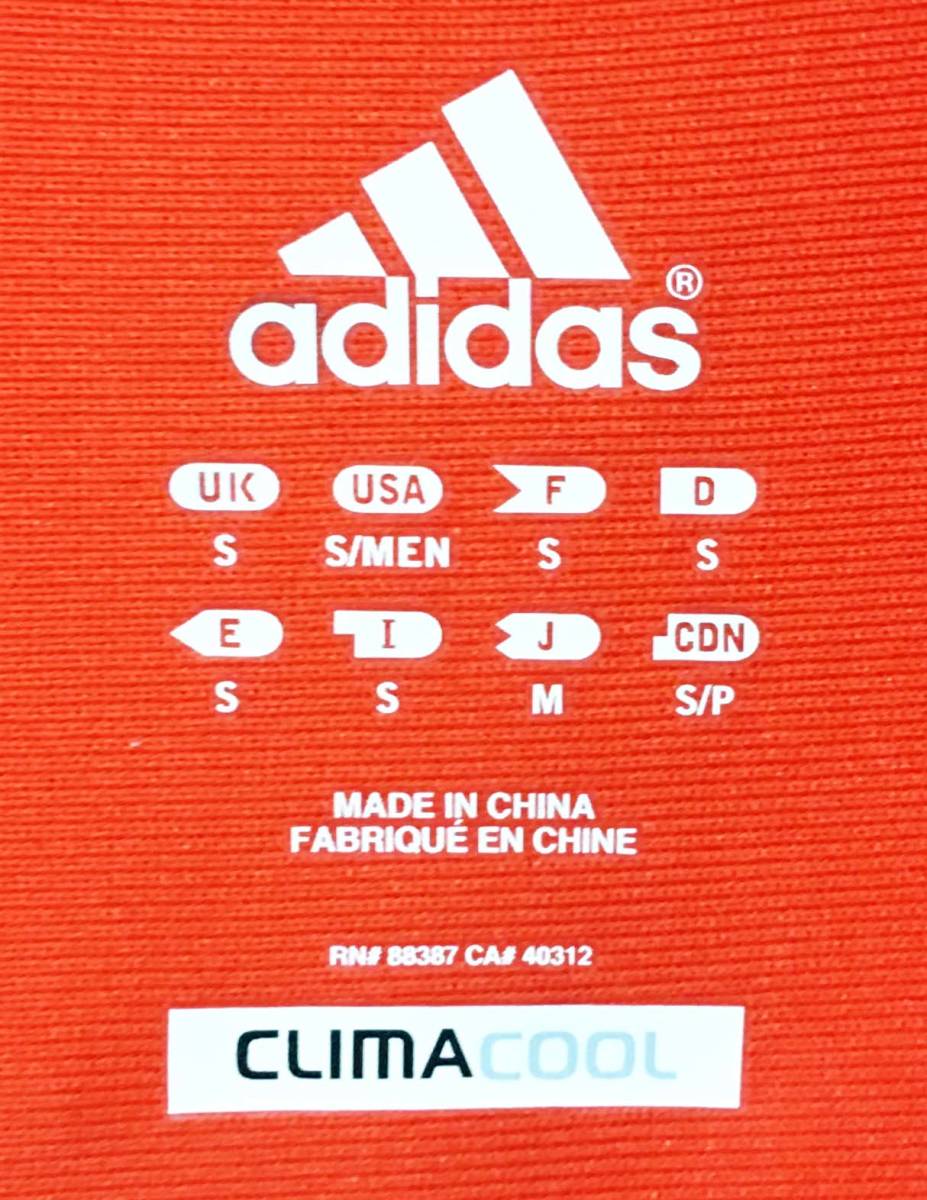 adidas®
UK USA F D
S S/MEN S S
E I J CDN
S S M S/P
MADE IN CHINA
FABRIQUÉ EN CHINE
RN# 88387 CA# 40312
CLIMACOOL